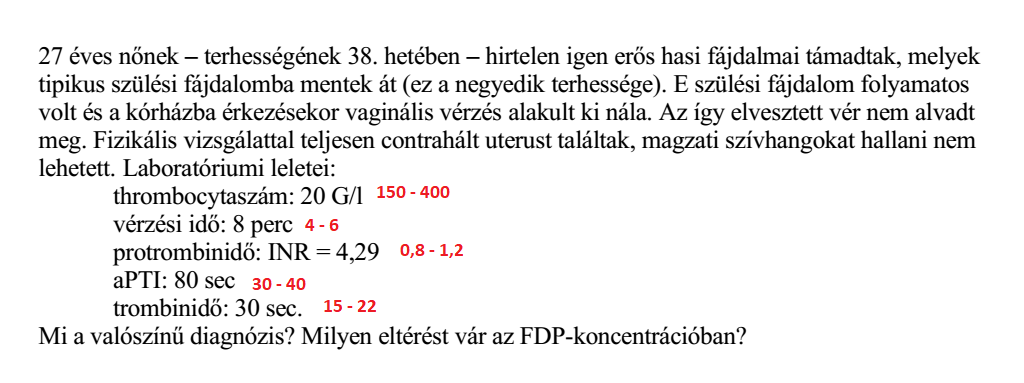 27 éves nőnek – terhességének 38. hetében – hirtelen igen erős hasi fájdalmai támadtak, melyek
tipikus szülési fájdalomba mentek át (ez a negyedik terhessége). E szülési fájdalom folyamatos
volt és a kórházba érkezésekor vaginális vérzés alakult ki nála. Az így elvesztett vér nem alvadt
meg. Fizikális vizsgálattal teljesen contrahált uterust találtak, magzati szívhangokat hallani nem
lehetett. Laboratóriumi leletei:
thrombocytaszám: 20 G/l 150 - 400
vérzési idő: 8 perc 4 - 6
protrombinidő: INR = 4,29 0,8 - 1,2
aPTI: 80 sec 30 - 40
trombinidő: 30 sec. 15 - 22
Mi a valószínű diagnózis? Milyen eltérést vár az FDP-koncentrációban?